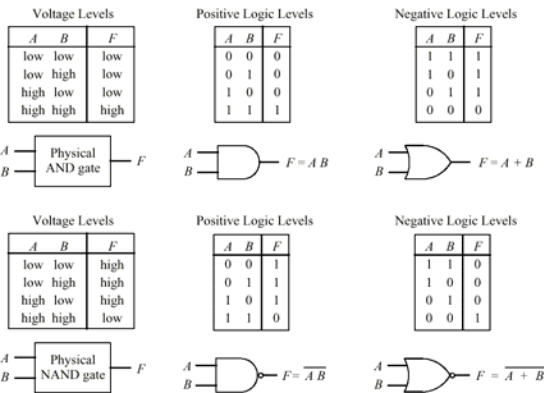 Voltage Levels Positive Logic Levels Negative Logic Levels
A B F A B F A B F
low low low 0 0 0 1 1 1
low high low 0 1 0 1 0 1
high low low 1 0 0 0 1 1
high high high 1 1 1 0 0 0
A B Physical AND gate F A B F = A B A B F = A + B
Voltage Levels Positive Logic Levels Negative Logic Levels
A B F A B F A B F
low low high 0 0 1 1 1 0
low high high 0 1 1 1 0 0
high low high 1 0 1 0 1 0
high high low 1 1 0 0 0 1
A B Physical NAND gate F A B F = A̅ ̅B̅ A B F = A̅ ̅+̅ ̅B̅